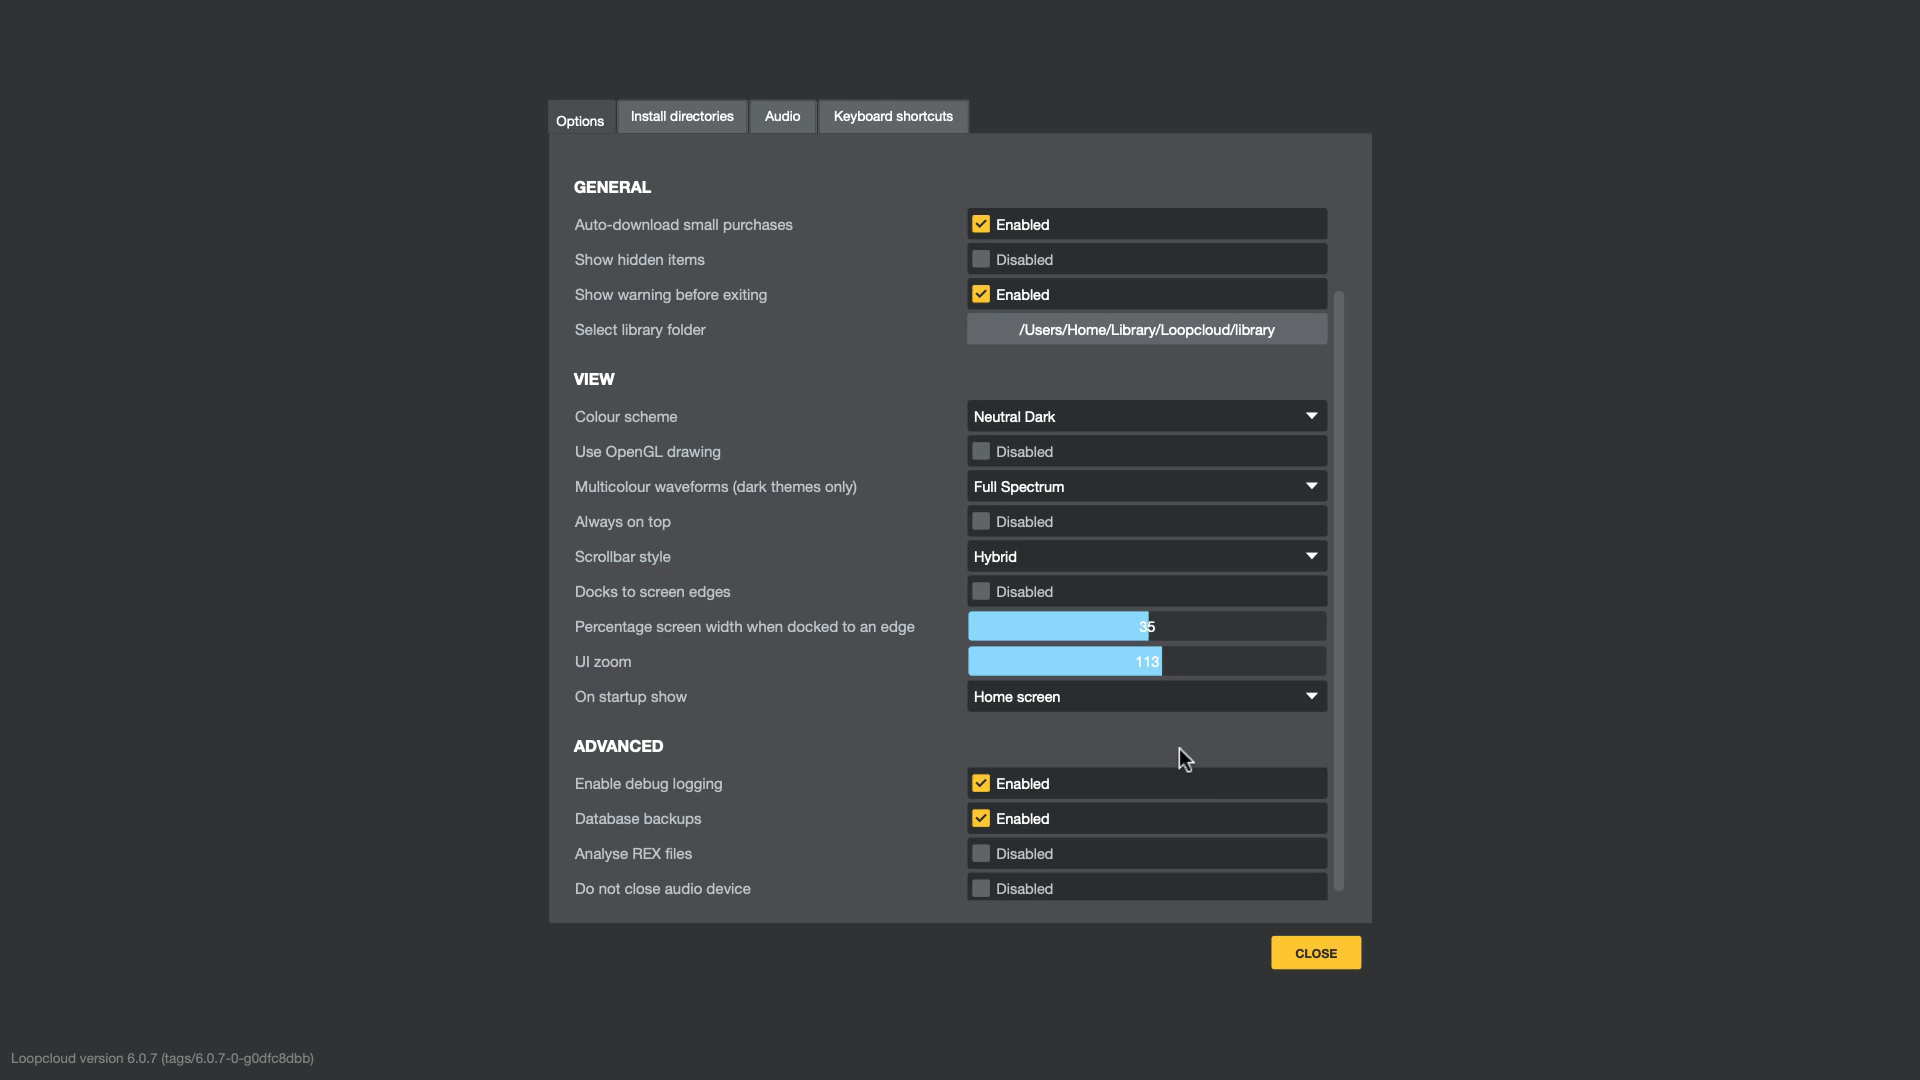 Options Install directories Audio Keyboard shortcuts
GENERAL
Auto-download small purchases Enabled
Show hidden items Disabled
Show warning before exiting Enabled
Select library folder /Users/Home/Library/Loopcloud/library
VIEW
Colour scheme Neutral Dark
Use OpenGL drawing Disabled
Multicolour waveforms (dark themes only) Full Spectrum
Always on top Disabled
Scrollbar style Hybrid
Docks to screen edges Disabled
Percentage screen width when docked to an edge 35
UI zoom 113
On startup show Home screen
ADVANCED
Enable debug logging Enabled
Database backups Enabled
Analyse REX files Disabled
Do not close audio device Disabled
CLOSE
Loopcloud version 6.0.7 (tags/6.0.7-0-g0dfc8dbb)